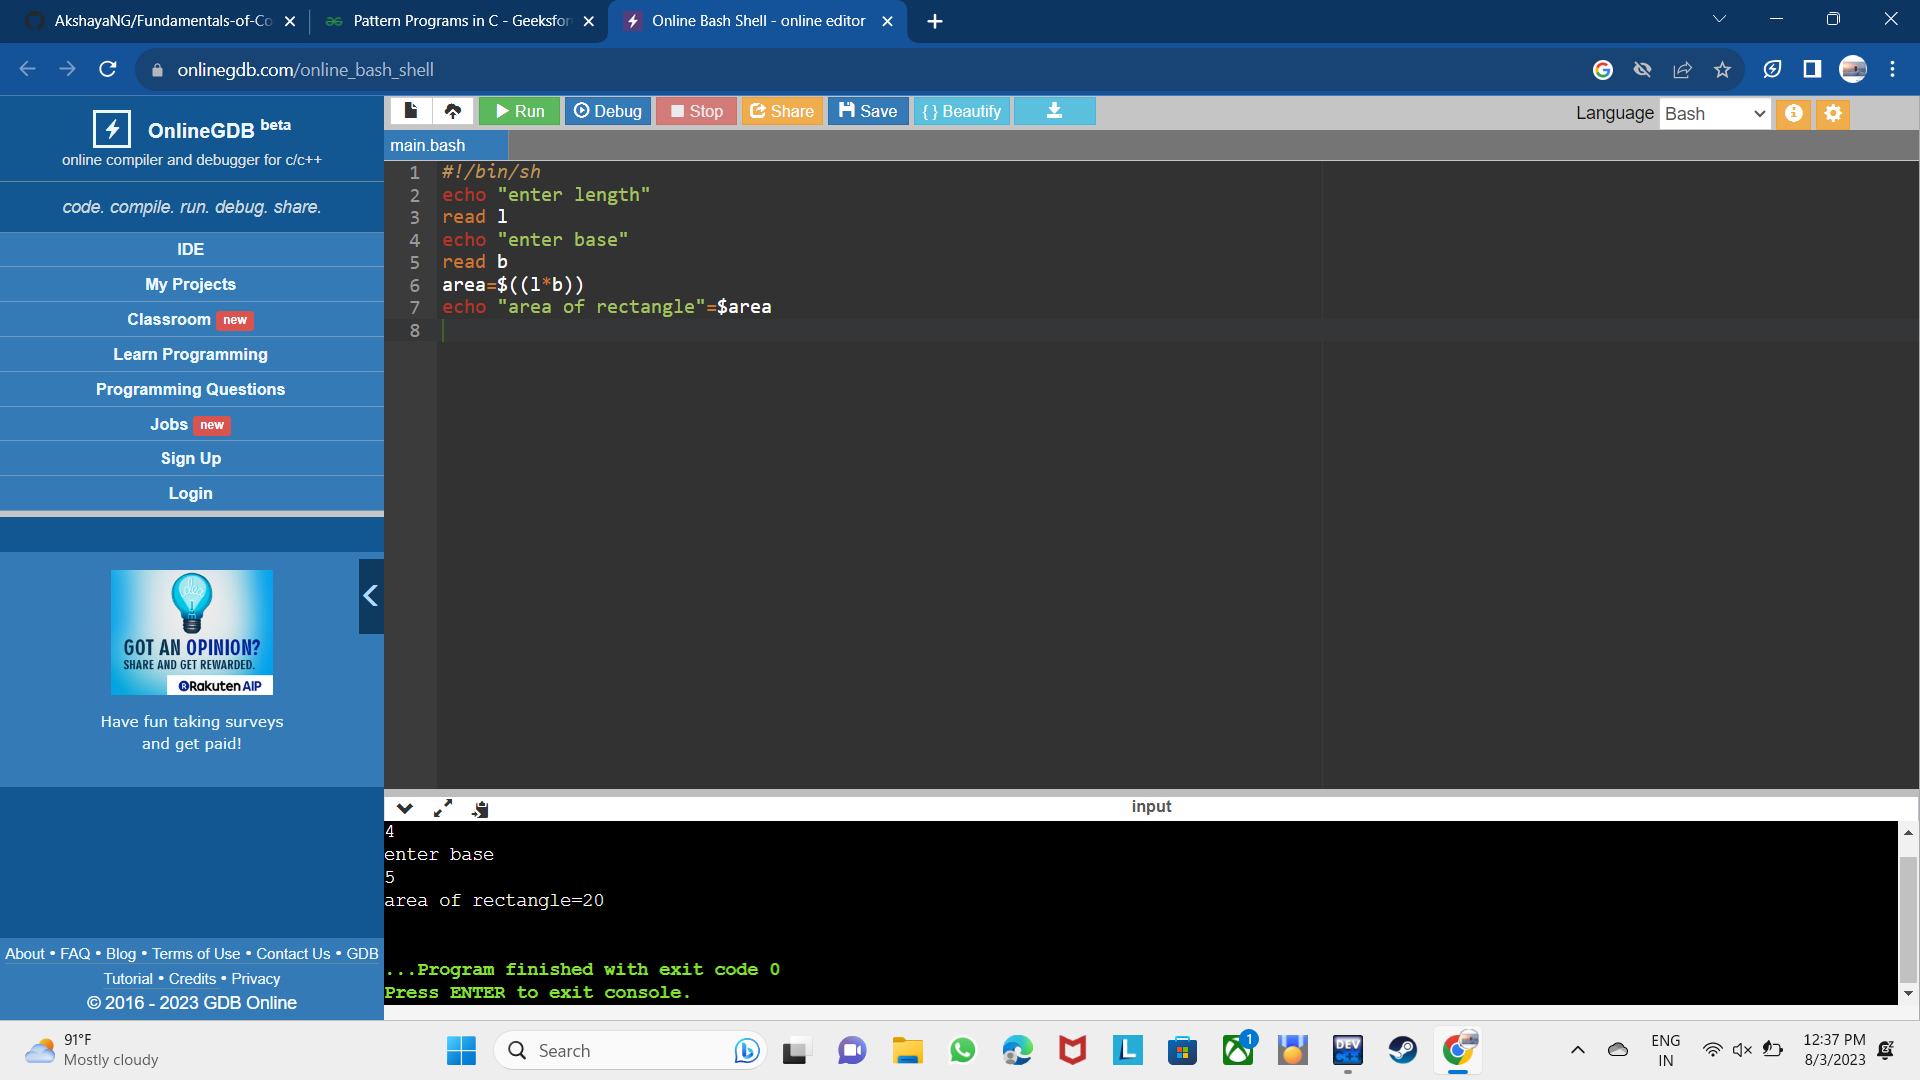 AkshayaNG/Fundamentals-of-Co
Pattern Programs in C - Geeksfor
Online Bash Shell - online editor
onlinegdb.com/online_bash_shell
OnlineGDB beta
online compiler and debugger for c/c++
code. compile. run. debug. share.
IDE
My Projects
Classroom new
Learn Programming
Programming Questions
Jobs new
Sign Up
Login
idea
GOT AN OPINION?
SHARE AND GET REWARDED.
Rakuten AIP
Have fun taking surveys
and get paid!
About • FAQ • Blog • Terms of Use • Contact Us • GDB
Tutorial • Credits • Privacy
© 2016 - 2023 GDB Online
Run Debug Stop Share Save { } Beautify
Language Bash
main.bash
1 #!/bin/sh
2 echo "enter length"
3 read l
4 echo "enter base"
5 read b
6 area=$((l*b))
7 echo "area of rectangle"=$area
8
input
4
enter base
5
area of rectangle=20
...Program finished with exit code 0
Press ENTER to exit console.
91°F
Mostly cloudy
Search
L
1
DEV
C++
ENG
IN
12:37 PM
8/3/2023